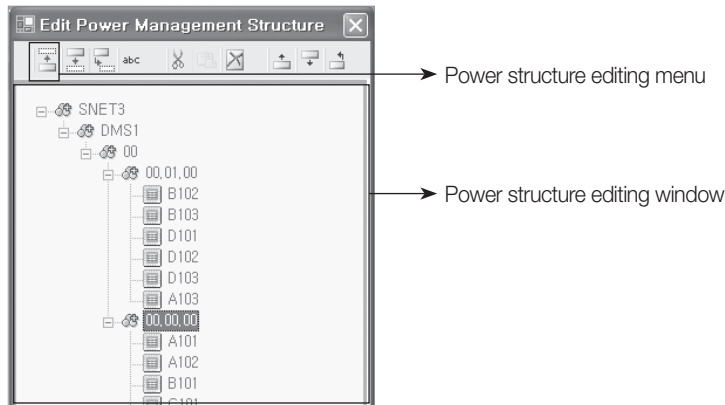 Edit Power Management Structure
abc
Power structure editing menu
SNET3
DMS1
00
00,01,00
B102
Power structure editing window
B103
D101
D102
D103
A103
00,00,00
A101
A102
B101
C101